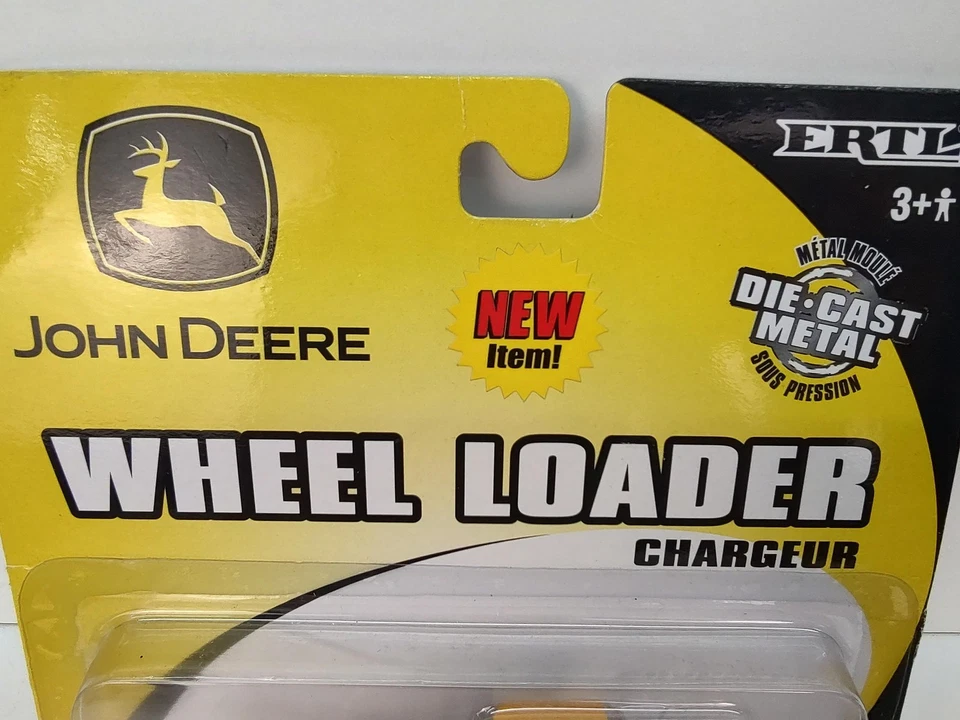 ERTL
3+
JOHN DEERE
NEW
Item!
MÉTAL MOULÉ
DIE·CAST
METAL
SOUS PRESSION
WHEEL LOADER
CHARGEUR